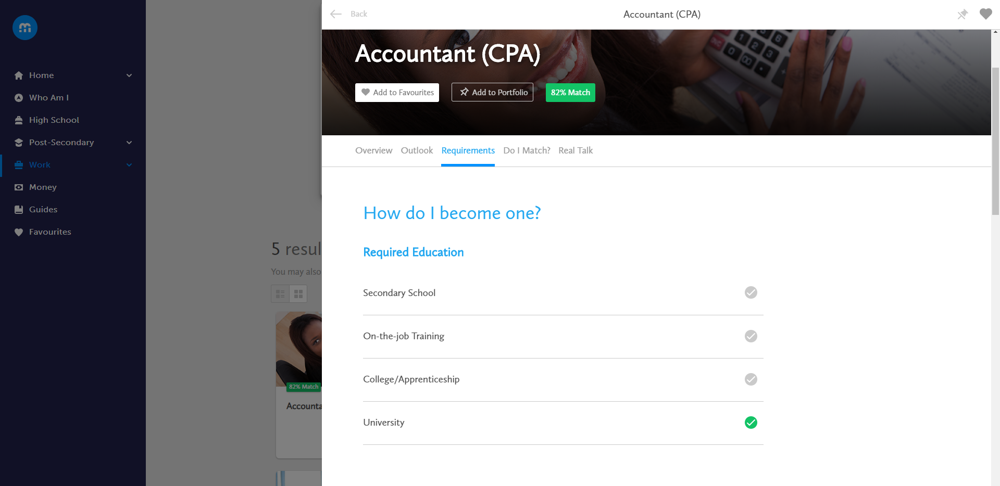 Back
Accountant (CPA)
Home
Who Am I
High School
Post-Secondary
Work
Money
Guides
Favourites
Accountant (CPA)
Add to Favourites
Add to Portfolio
82% Match
Overview
Outlook
Requirements
Do I Match?
Real Talk
How do I become one?
Required Education
Secondary School
On-the-job Training
College/Apprenticeship
University
5 resul
You may also
82% Match
Accounta